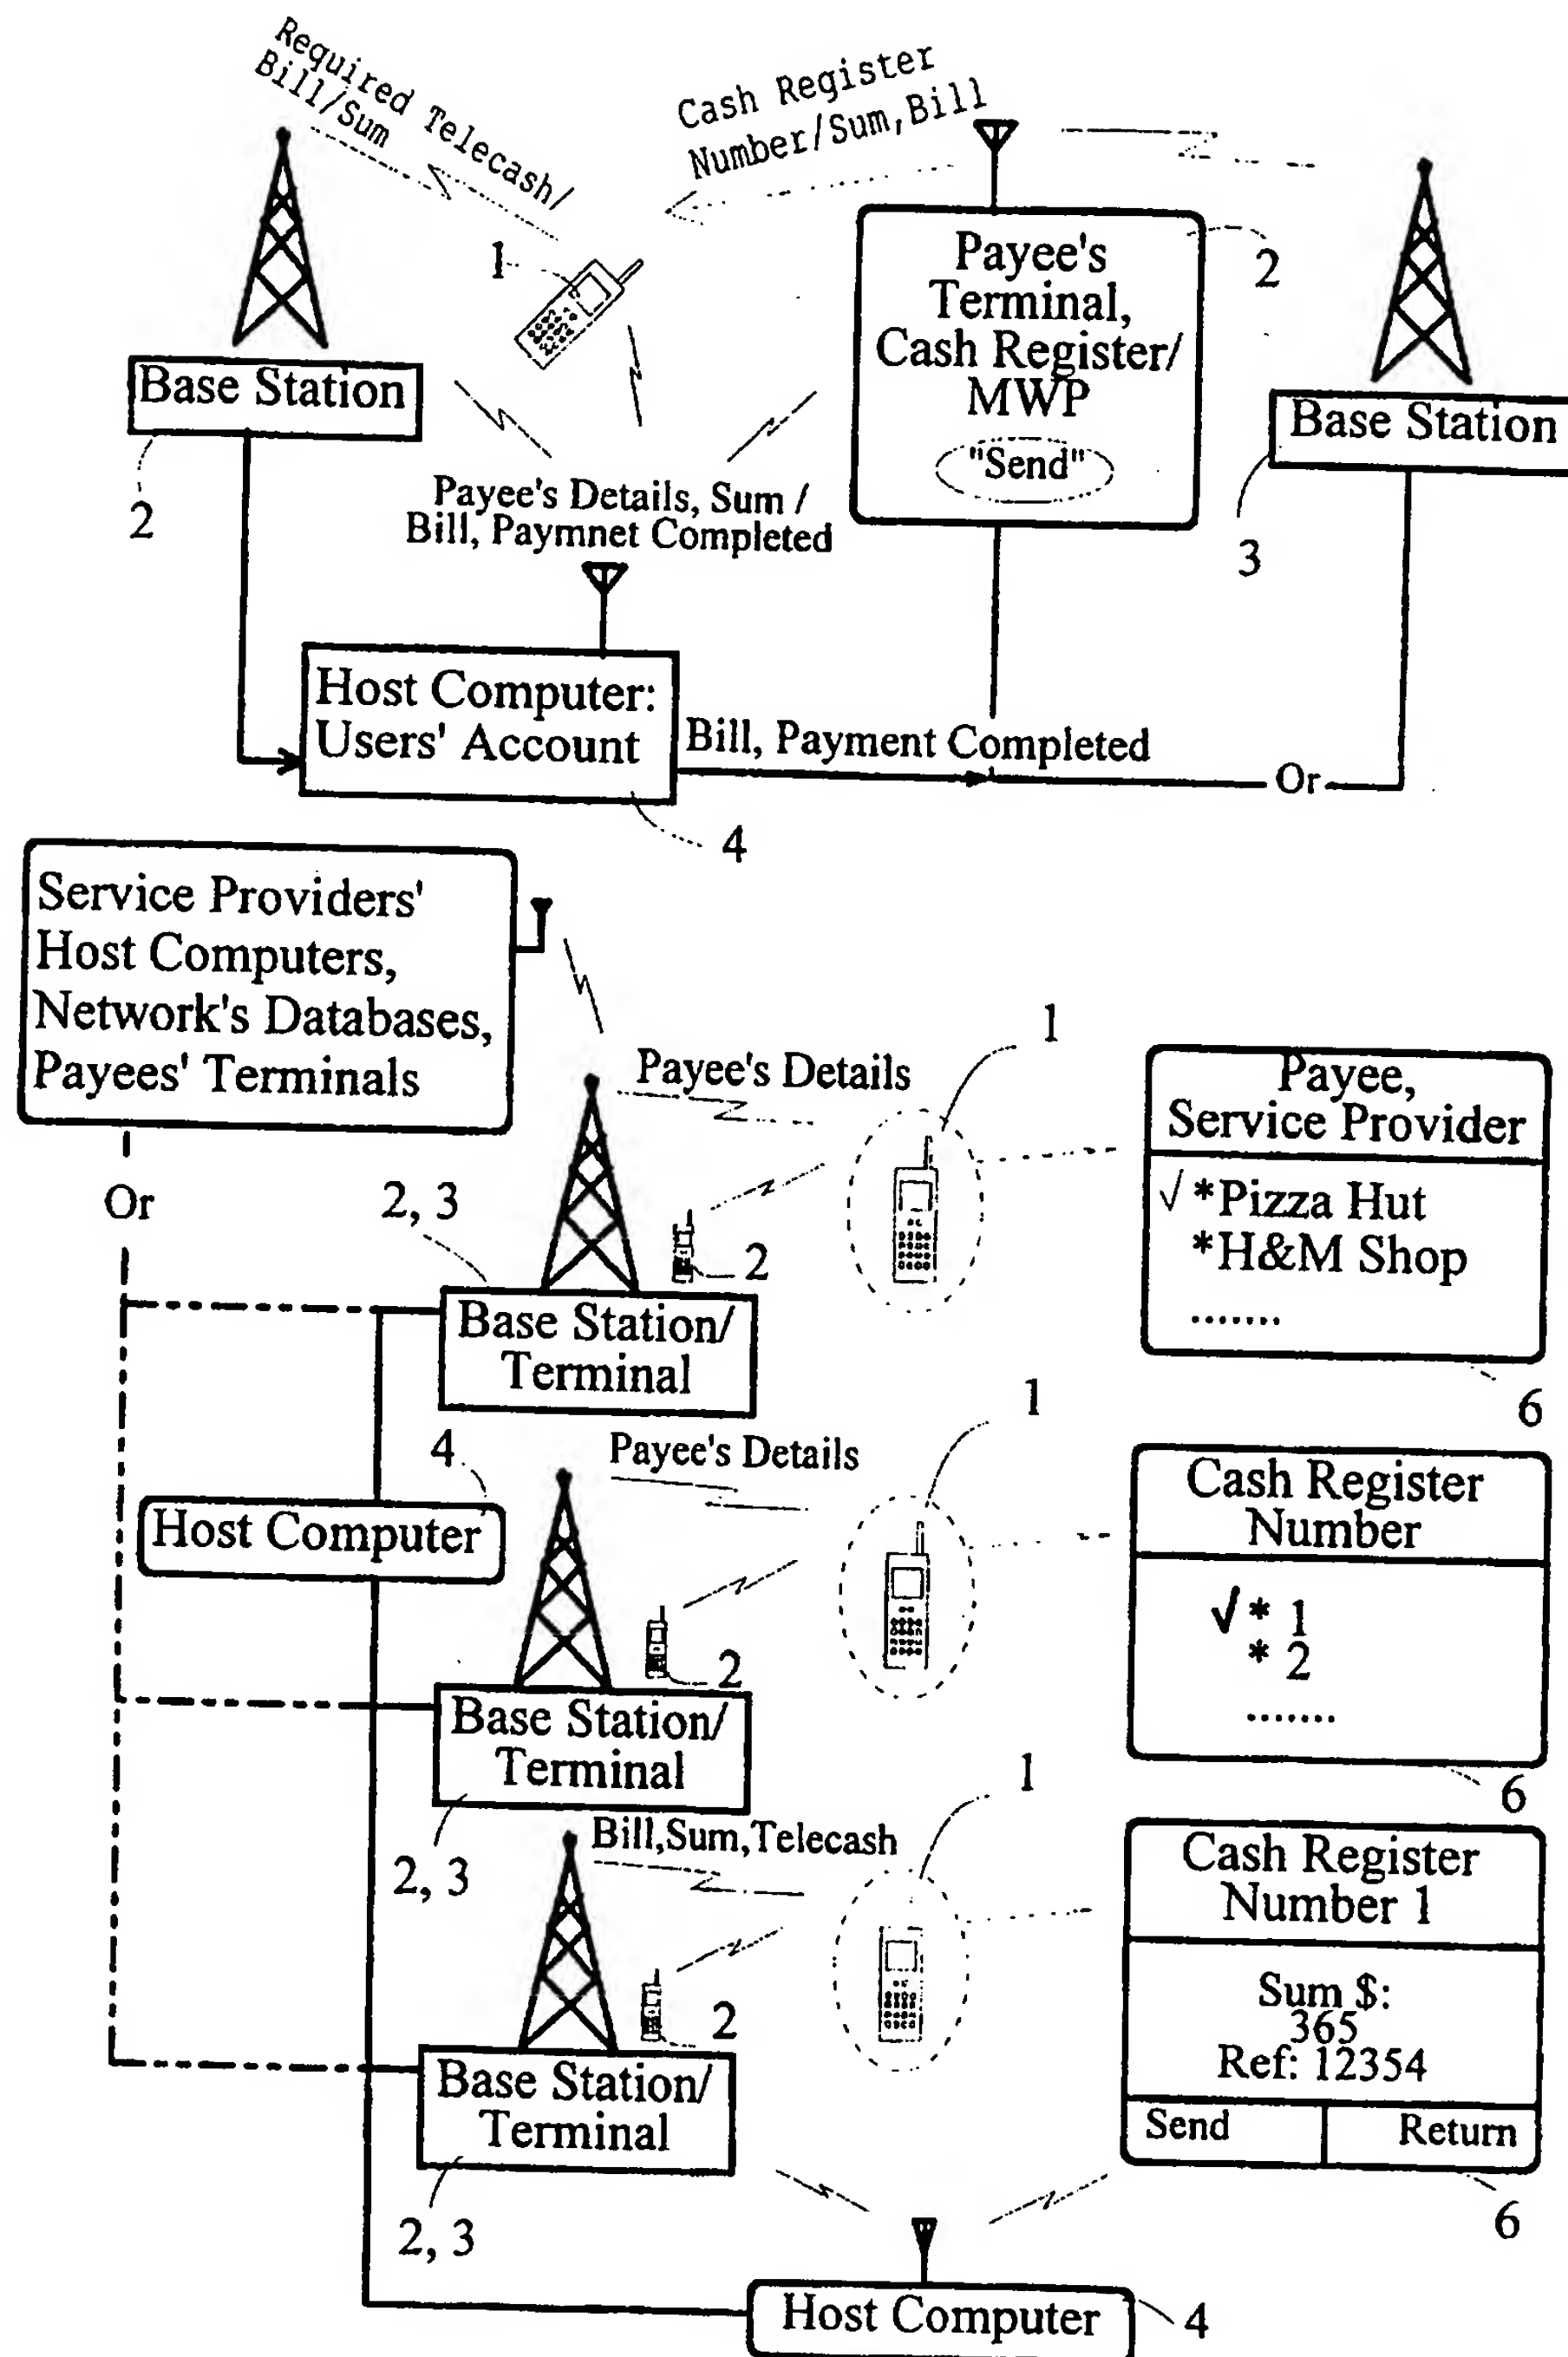 Required Telecash/
Bill/Sum
Cash Register
Number/Sum,Bill
1
Payee's
Terminal,
Cash Register/
MWP
"Send"
2
Base Station
2
Base Station
3
Payee's Details, Sum /
Bill, Paymnet Completed
Host Computer:
Users' Account
Bill, Payment Completed
Or
4
Service Providers'
Host Computers,
Network's Databases,
Payees' Terminals
Or
Payee's Details
1
Payee,
Service Provider
√ *Pizza Hut
*H&M Shop
.......
6
2, 3
2
Base Station/
Terminal
4
Host Computer
Payee's Details
1
Cash Register
Number
√ * 1
* 2
.......
6
2
Base Station/
Terminal
2, 3
Bill,Sum,Telecash
1
Cash Register
Number 1
Sum $:
365
Ref: 12354
Send
Return
6
2
Base Station/
Terminal
2, 3
Host Computer
4